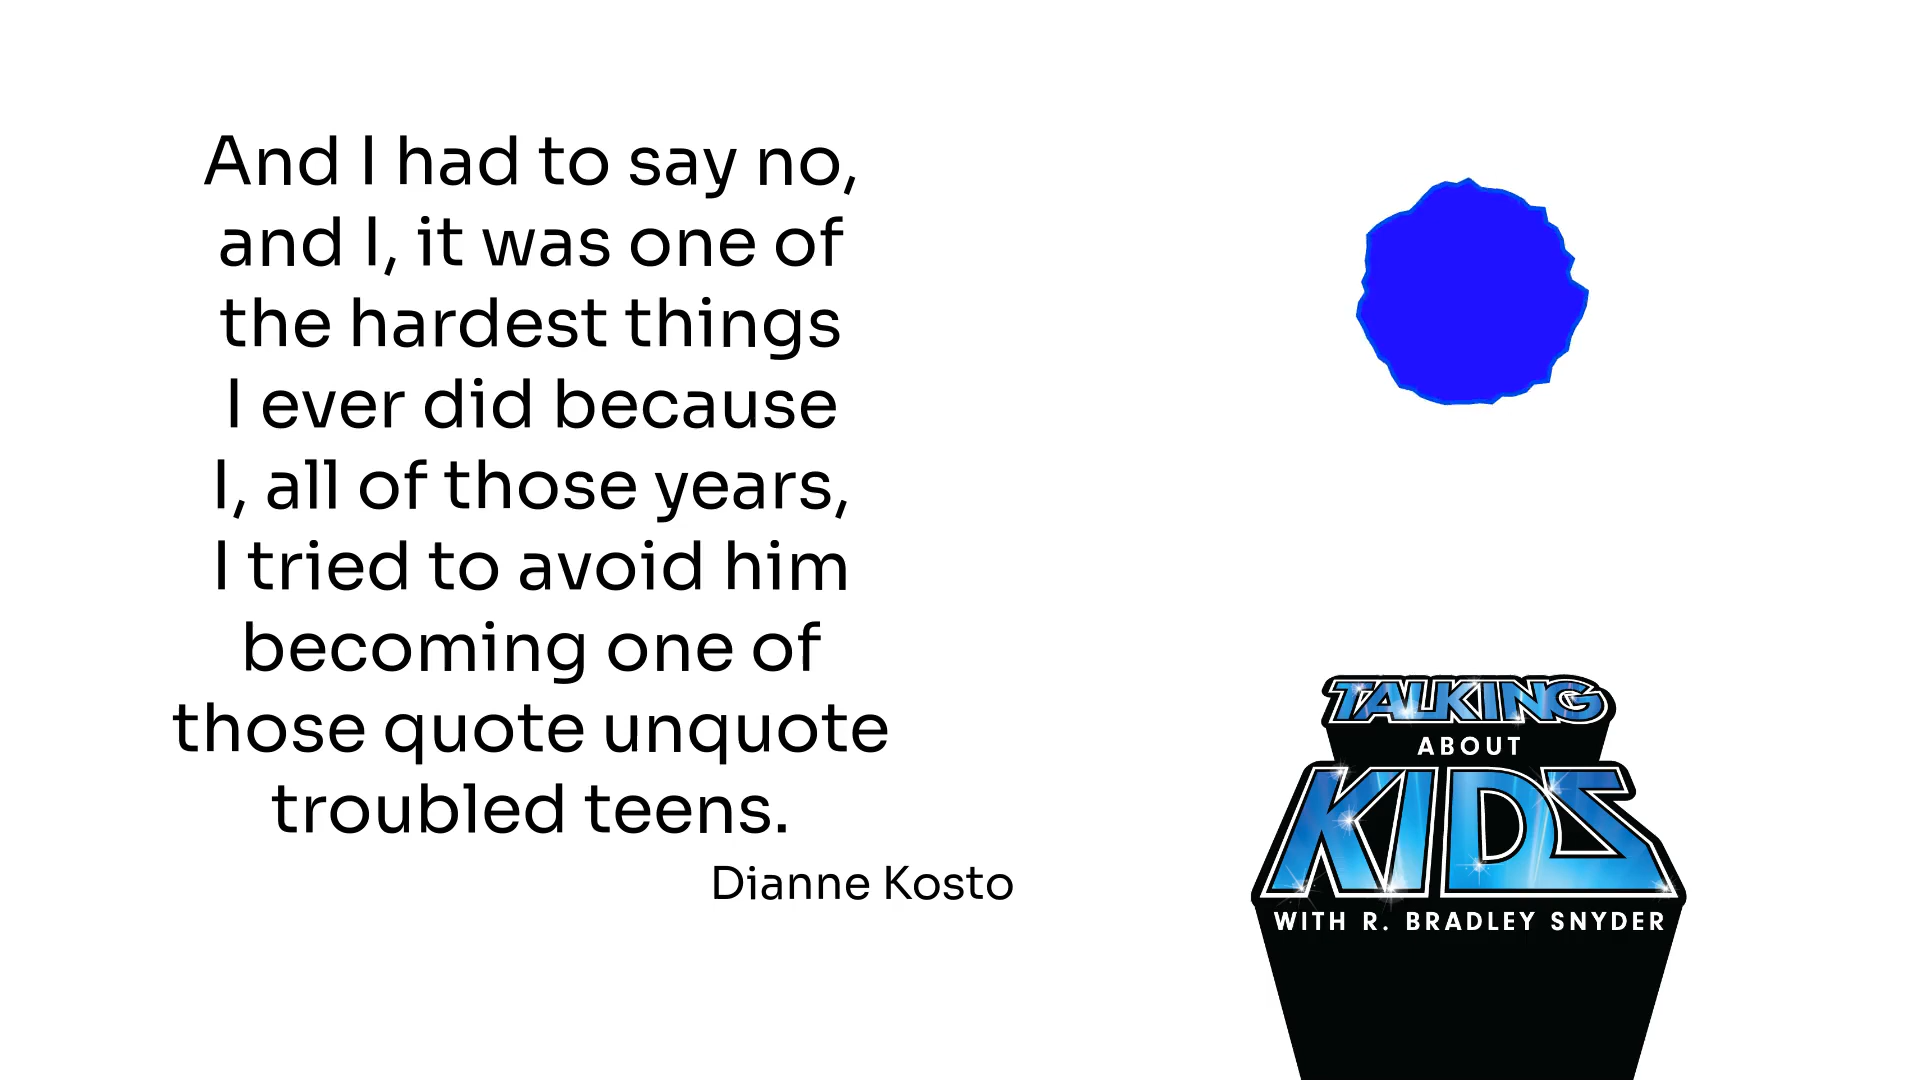 And I had to say no,
and I, it was one of
the hardest things
I ever did because
I, all of those years,
I tried to avoid him
becoming one of
those quote unquote
troubled teens.
Dianne Kosto
TALKING
ABOUT
KIDS
WITH R. BRADLEY SNYDER